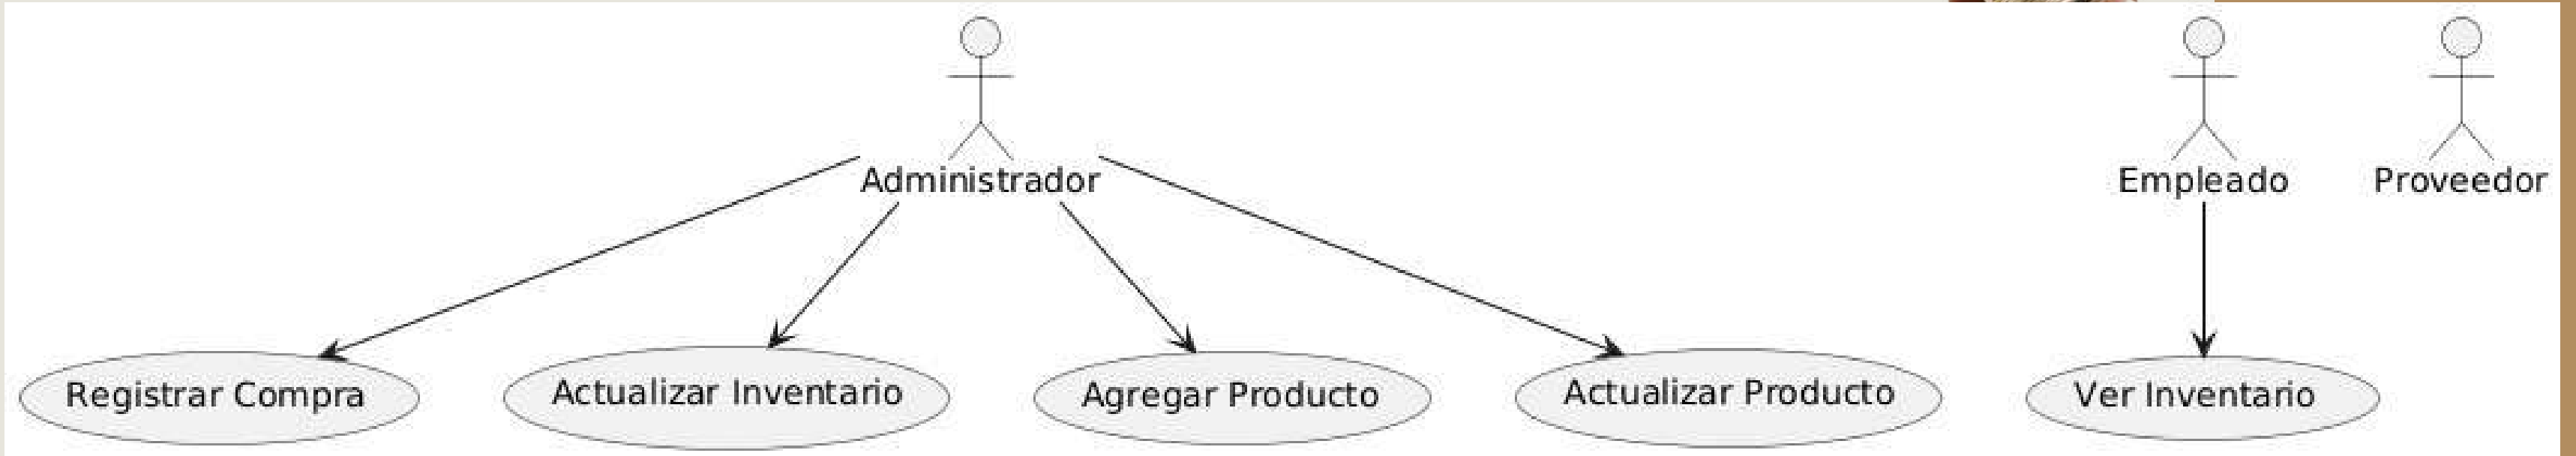 Administrador
Empleado
Proveedor
Registrar Compra
Actualizar Inventario
Agregar Producto
Actualizar Producto
Ver Inventario